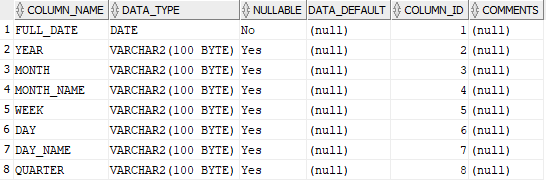 COLUMN_NAME DATA_TYPE NULLABLE DATA_DEFAULT COLUMN_ID COMMENTS
1 FULL_DATE DATE No (null) 1 (null)
2 YEAR VARCHAR2(100 BYTE) Yes (null) 2 (null)
3 MONTH VARCHAR2(100 BYTE) Yes (null) 3 (null)
4 MONTH_NAME VARCHAR2(100 BYTE) Yes (null) 4 (null)
5 WEEK VARCHAR2(100 BYTE) Yes (null) 5 (null)
6 DAY VARCHAR2(100 BYTE) Yes (null) 6 (null)
7 DAY_NAME VARCHAR2(100 BYTE) Yes (null) 7 (null)
8 QUARTER VARCHAR2(100 BYTE) Yes (null) 8 (null)